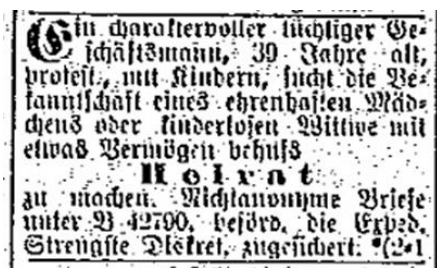 Ein charaktervoller tüchtiger Ge-
schäftsmann, 39 Jahre alt,
protest., mit Kindern, sucht die Be-
kanntschaft eines ehrenhaften Mäd-
chens oder kinderlosen Wittwe mit
etwas Vermögen behufs
Heirat
zu machen. Nichtanonyme Briefe
unter B 42790. beförd. die Exped.
Strengste Diskret. zugesichert. *(2-1